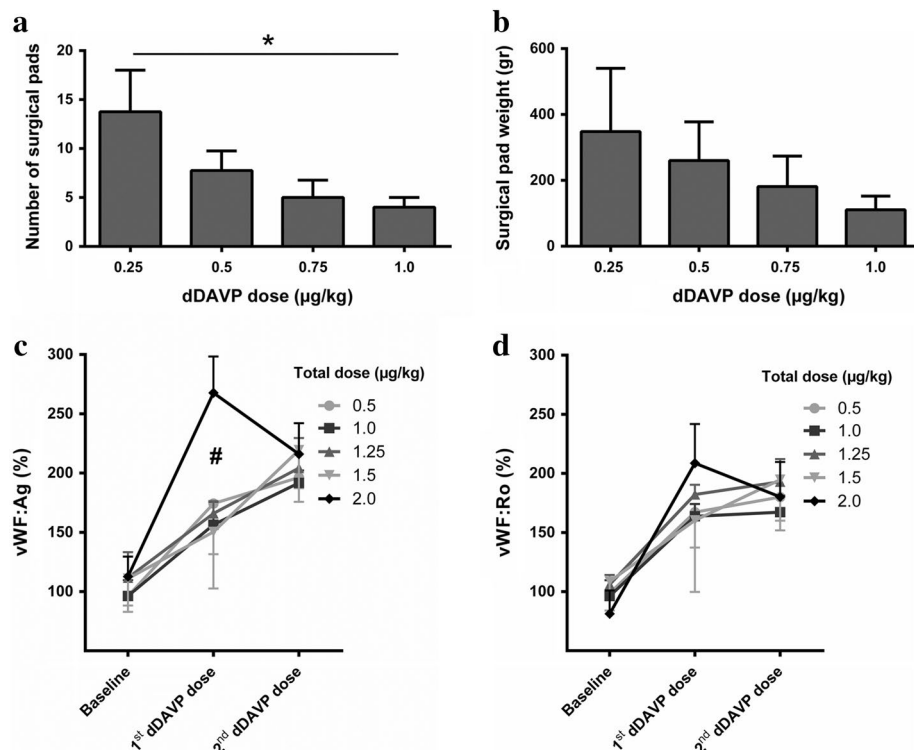 a
*
Number of surgical pads
20
15
10
5
0
0.25 0.5 0.75 1.0
dDAVP dose (µg/kg)
b
Surgical pad weight (gr)
600
400
200
0
0.25 0.5 0.75 1.0
dDAVP dose (µg/kg)
c
vWF:Ag (%)
300
250
200
150
100
#
Total dose (µg/kg)
0.5
1.0
1.25
1.5
2.0
Baseline
1st dDAVP dose
2nd dDAVP dose
d
vWF:Ro (%)
300
250
200
150
100
Total dose (µg/kg)
0.5
1.0
1.25
1.5
2.0
Baseline
1st dDAVP dose
2nd dDAVP dose